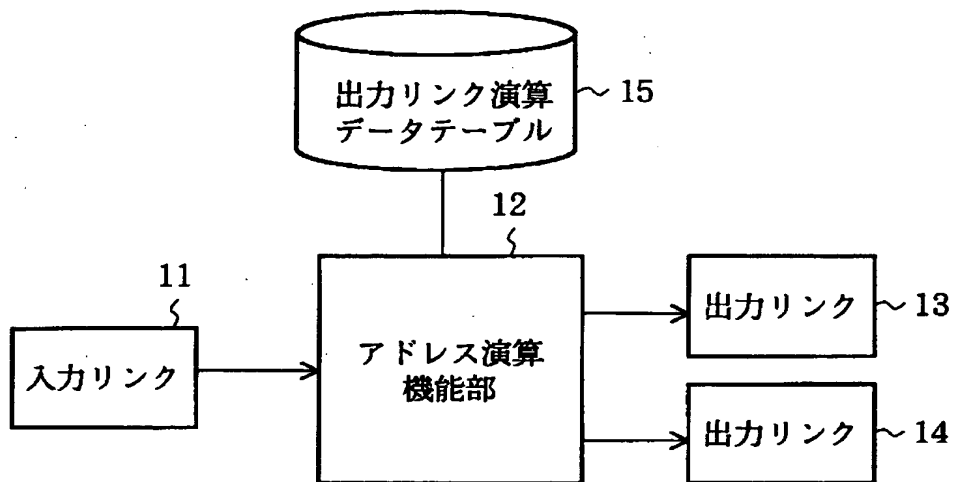 出力リンク演算
データテーブル
15
12
11
入力リンク
アドレス演算
機能部
出力リンク
13
出力リンク
14